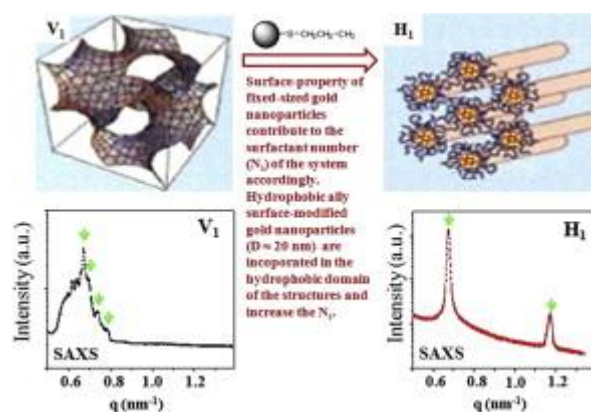 V₁
H₁
Surface-property of
fixed-sized gold
nanoparticles
contribute to the
surfactant number
(Nₛ) of the system
accordingly.
Hydrophobic ally
surface-modified
gold nanoparticles
(D ≈ 20 nm) are
incoporated in the
hydrophobic domain
of the structures and
increase the Nₛ.
V₁
Intensity (a.u.)
SAXS
0.6 0.8 1.0 1.2
q (nm⁻¹)
H₁
Intensity (a.u.)
SAXS
0.6 0.8 1.0 1.2
q (nm⁻¹)